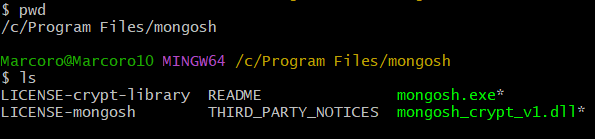 $ pwd
/c/Program Files/mongosh
Marcoro@Marcoro10 MINGW64 /c/Program Files/mongosh
$ ls
LICENSE-crypt-library  README               mongosh.exe*
LICENSE-mongosh        THIRD_PARTY_NOTICES  mongosh_crypt_v1.dll*